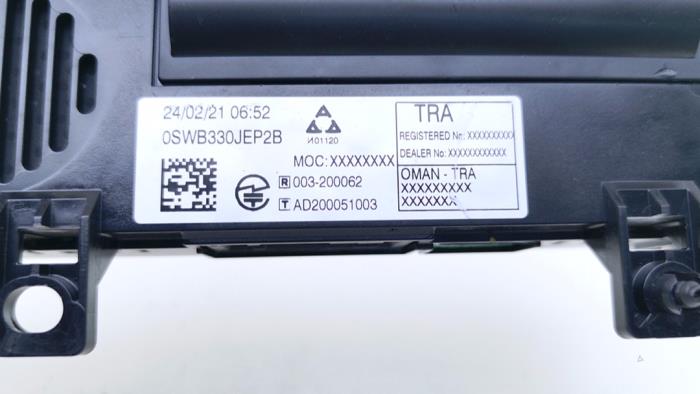 24/02/21 06:52
0SWB330JEP2B
И01120
MOC: XXXXXXXX
R 003-200062
T AD200051003
TRA
REGISTERED Nr: XXXXXXXXXX
DEALER No: XXXXXXXXXXXX
OMAN - TRA
XXXXXXXXX
XXXXXXX